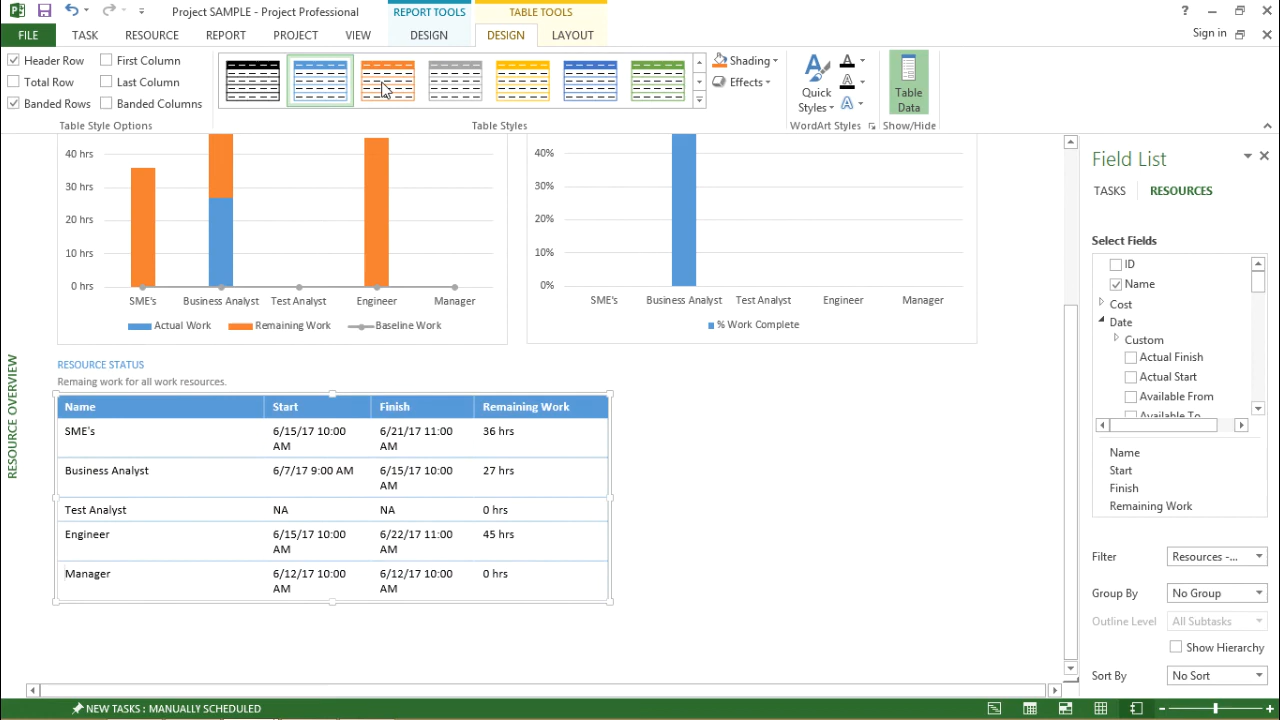 Project SAMPLE - Project Professional
REPORT TOOLS
TABLE TOOLS
?
FILE
TASK
RESOURCE
REPORT
PROJECT
VIEW
DESIGN
DESIGN
LAYOUT
Sign in
Header Row
First Column
Total Row
Last Column
Banded Rows
Banded Columns
Table Style Options
Table Styles
Shading
Effects
Quick
Styles
A
A
A
A
WordArt Styles
Table
Data
Show/Hide
RESOURCE OVERVIEW
40 hrs
30 hrs
20 hrs
10 hrs
0 hrs
SME's
Business Analyst
Test Analyst
Engineer
Manager
Actual Work
Remaining Work
Baseline Work
40%
30%
20%
10%
0%
SME's
Business Analyst
Test Analyst
Engineer
Manager
% Work Complete
RESOURCE STATUS
Remaing work for all work resources.
Name Start Finish Remaining Work
SME's 6/15/17 10:00 6/21/17 11:00 36 hrs
AM AM
Business Analyst 6/7/17 9:00 AM 6/15/17 10:00 27 hrs
AM
Test Analyst NA NA 0 hrs
Engineer 6/15/17 10:00 6/22/17 11:00 45 hrs
AM AM
Manager 6/12/17 10:00 6/12/17 10:00 0 hrs
AM AM
Field List
TASKS
RESOURCES
Select Fields
ID
Name
Cost
Date
Custom
Actual Finish
Actual Start
Available From
Available To
Name
Start
Finish
Remaining Work
Filter Resources -...
Group By No Group
Outline Level All Subtasks
Show Hierarchy
Sort By No Sort
NEW TASKS : MANUALLY SCHEDULED